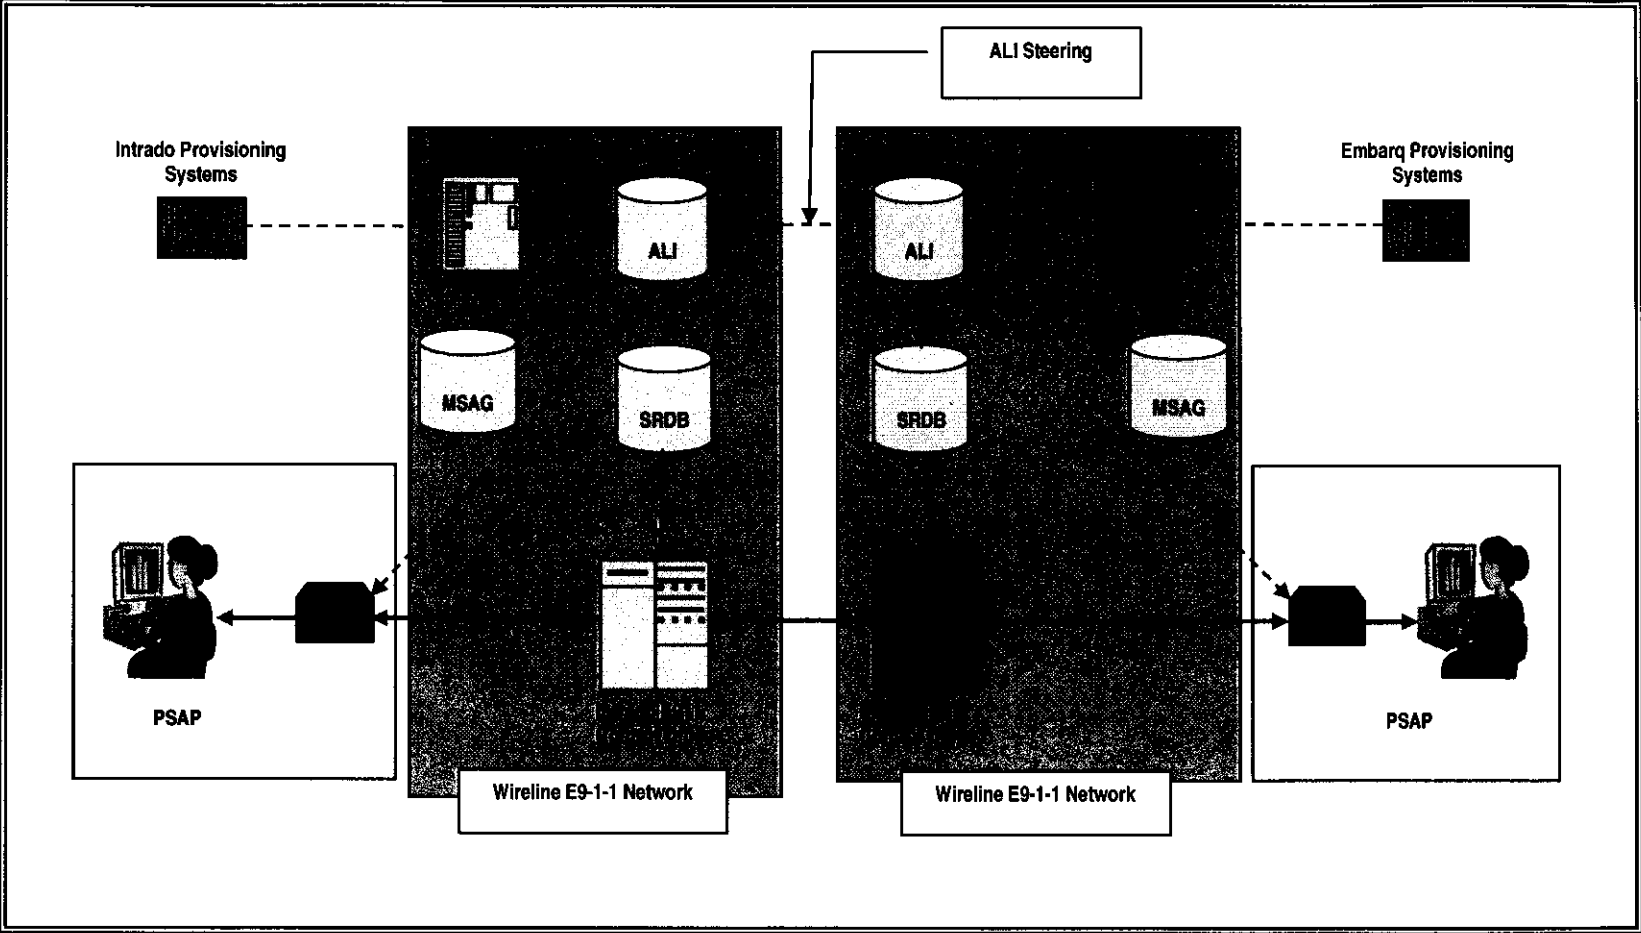 ALI Steering
Intrado Provisioning
Systems
Embarq Provisioning
Systems
ALI
ALI
MSAG
SRDB
SRDB
MSAG
PSAP
PSAP
Wireline E9-1-1 Network
Wireline E9-1-1 Network